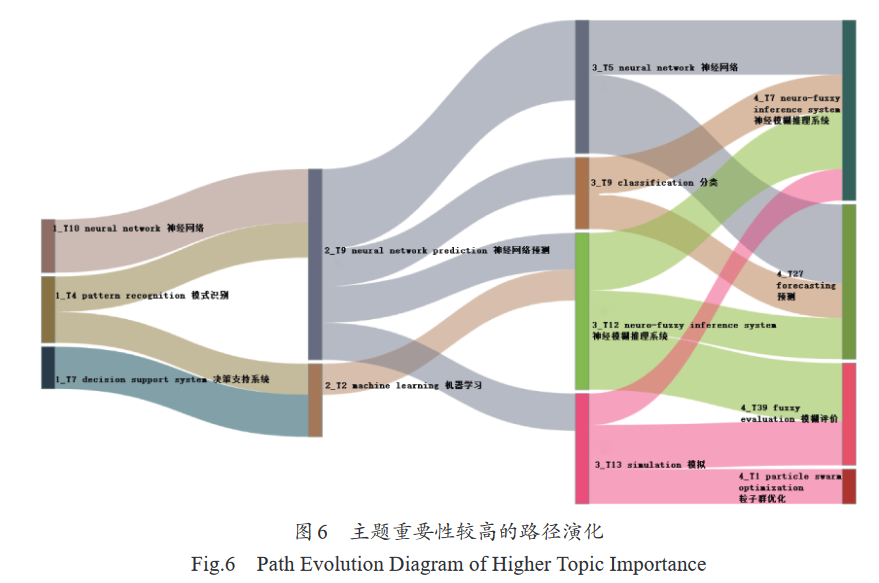 1_T10 neural network 神经网络
1_T4 pattern recognition 模式识别
1_T7 decision support system 决策支持系统
2_T9 neural network prediction 神经网络预测
2_T2 machine learning 机器学习
3_T5 neural network 神经网络
3_T9 classification 分类
3_T12 neuro-fuzzy inference system
神经模糊推理系统
3_T13 simulation 模拟
4_T7 neuro-fuzzy
inference system
神经模糊推理系统
4_T27
forecasting
预测
4_T39 fuzzy
evaluation 模糊评价
4_T1 particle swarm
optimization
粒子群优化
图6 主题重要性较高的路径演化
Fig.6 Path Evolution Diagram of Higher Topic Importance